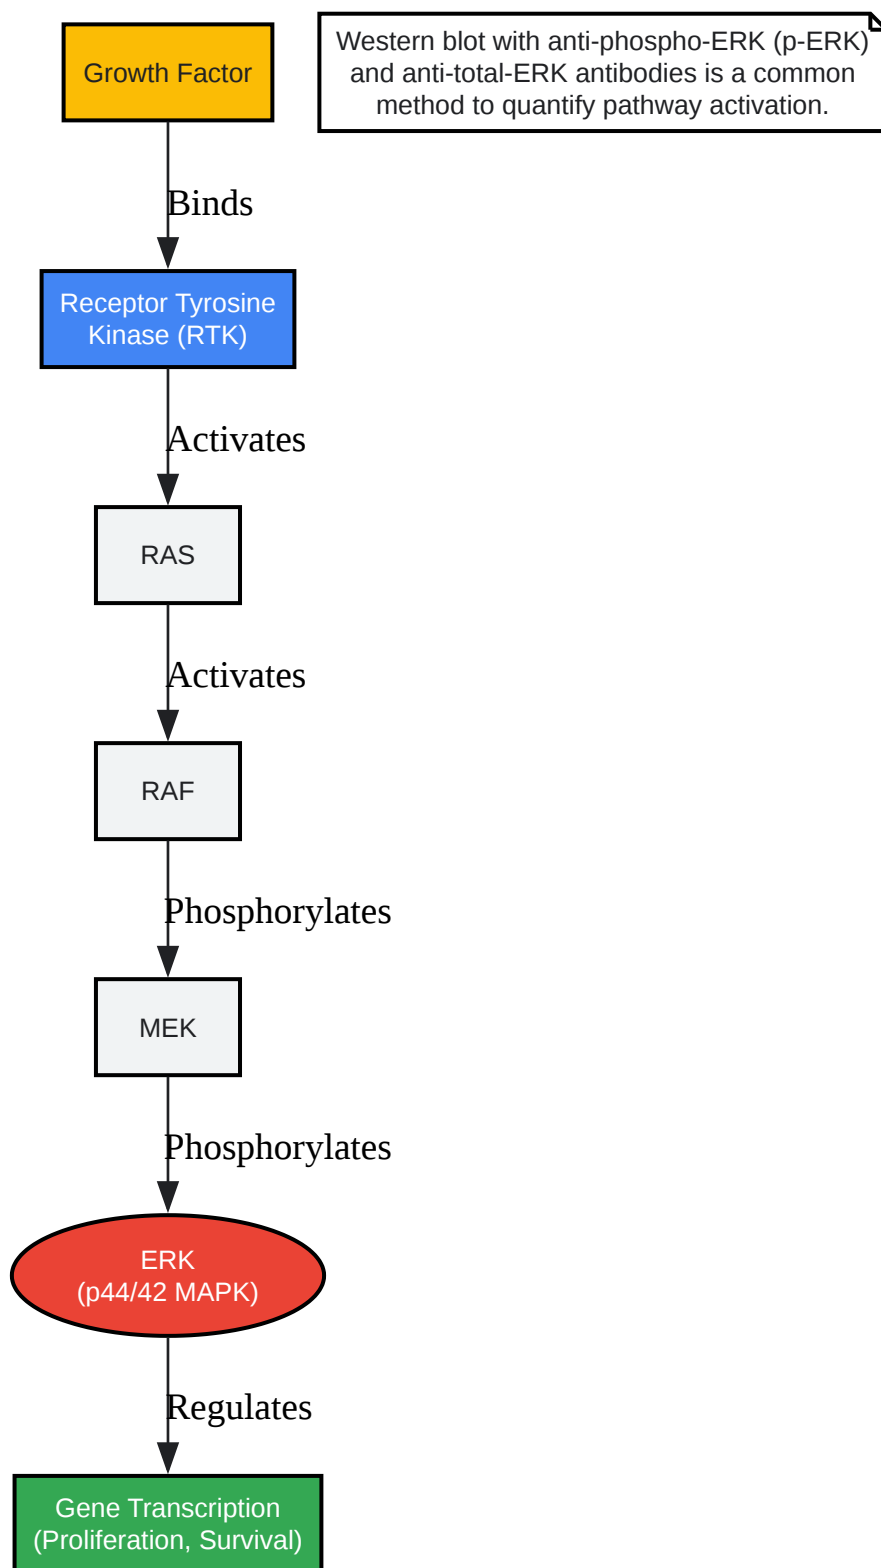 Growth Factor
Western blot with anti-phospho-ERK (p-ERK)
and anti-total-ERK antibodies is a common
method to quantify pathway activation.
Binds
Receptor Tyrosine
Kinase (RTK)
Activates
RAS
Activates
RAF
Phosphorylates
MEK
Phosphorylates
ERK
(p44/42 MAPK)
Regulates
Gene Transcription
(Proliferation, Survival)